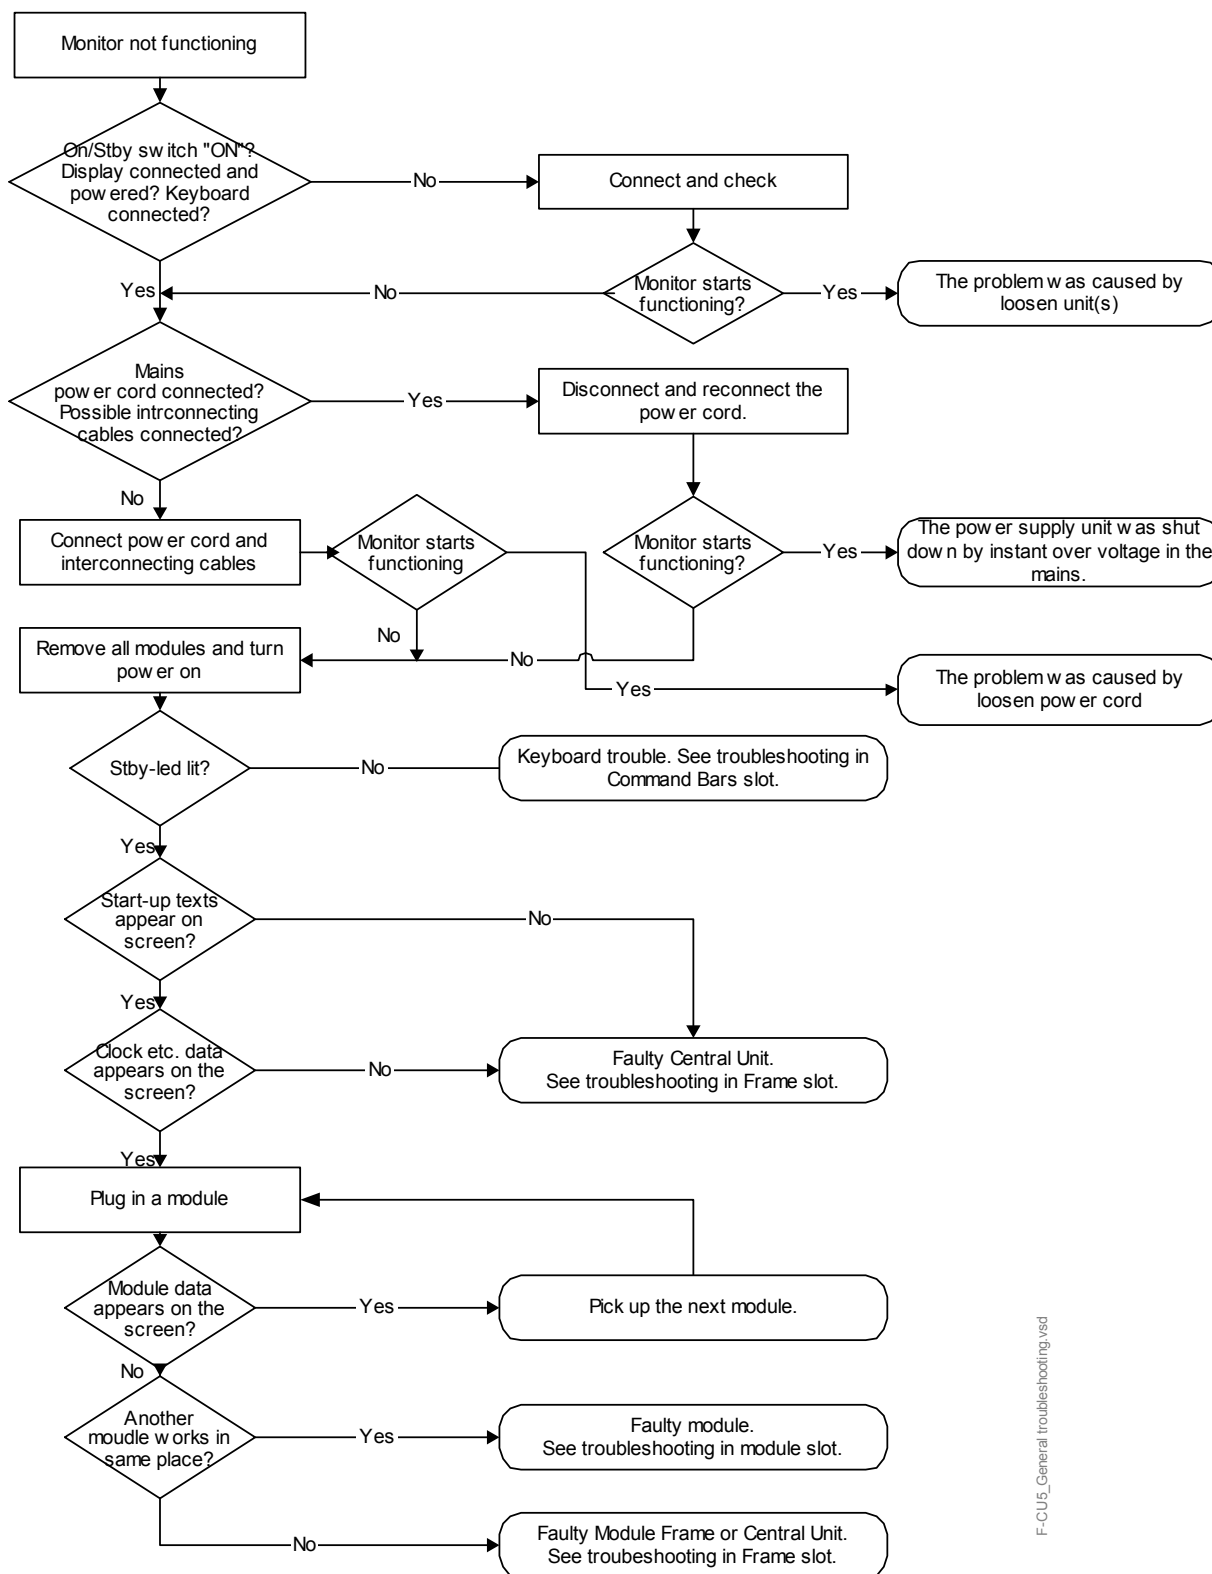 Monitor not functioning
On/Stby switch "ON"?
Display connected and
powered? Keyboard
connected?
No
Connect and check
Yes
No
Monitor starts
functioning?
Yes
The problem was caused by
loosen unit(s)
Mains
power cord connected?
Possible intrconnecting
cables connected?
Yes
Disconnect and reconnect the
power cord.
No
Connect power cord and
interconnecting cables
Monitor starts
functioning
Monitor starts
functioning?
Yes
The power supply unit was shut
down by instant over voltage in the
mains.
No
Remove all modules and turn
power on
No
Yes
The problem was caused by
loosen power cord
Stby-led lit?
No
Keyboard trouble. See troubleshooting in
Command Bars slot.
Yes
Start-up texts
appear on
screen?
No
Yes
Clock etc. data
appears on the
screen?
No
Faulty Central Unit.
See troubleshooting in Frame slot.
Yes
Plug in a module
Module data
appears on the
screen?
Yes
Pick up the next module.
No
Another
moudle works in
same place?
Yes
Faulty module.
See troubleshooting in module slot.
No
Faulty Module Frame or Central Unit.
See troubeshooting in Frame slot.
F-CU5_General troubleshooting.vsd